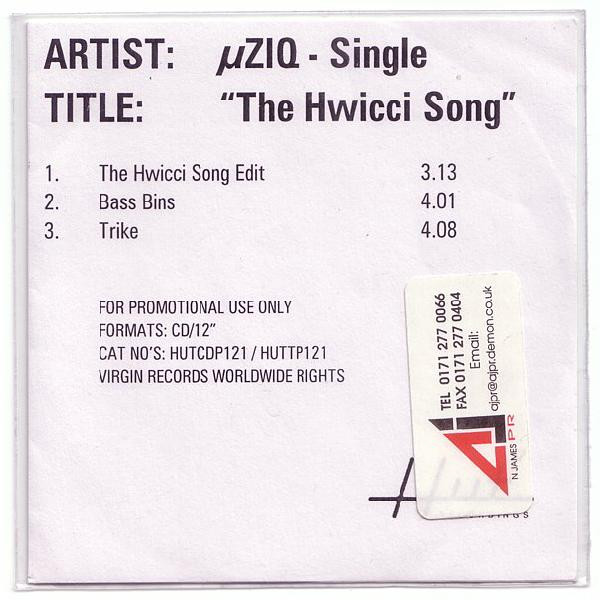 ARTIST: µZIQ - Single
TITLE: "The Hwicci Song"
1. The Hwicci Song Edit 3.13
2. Bass Bins 4.01
3. Trike 4.08
FOR PROMOTIONAL USE ONLY
FORMATS: CD/12"
CAT NO'S: HUTCDP121 / HUTTP121
VIRGIN RECORDS WORLDWIDE RIGHTS
TEL 0171 277 0066
FAX 0171 277 0404
Email:
ajpr@ajpr.demon.co.uk
AJ
N JAMES PR